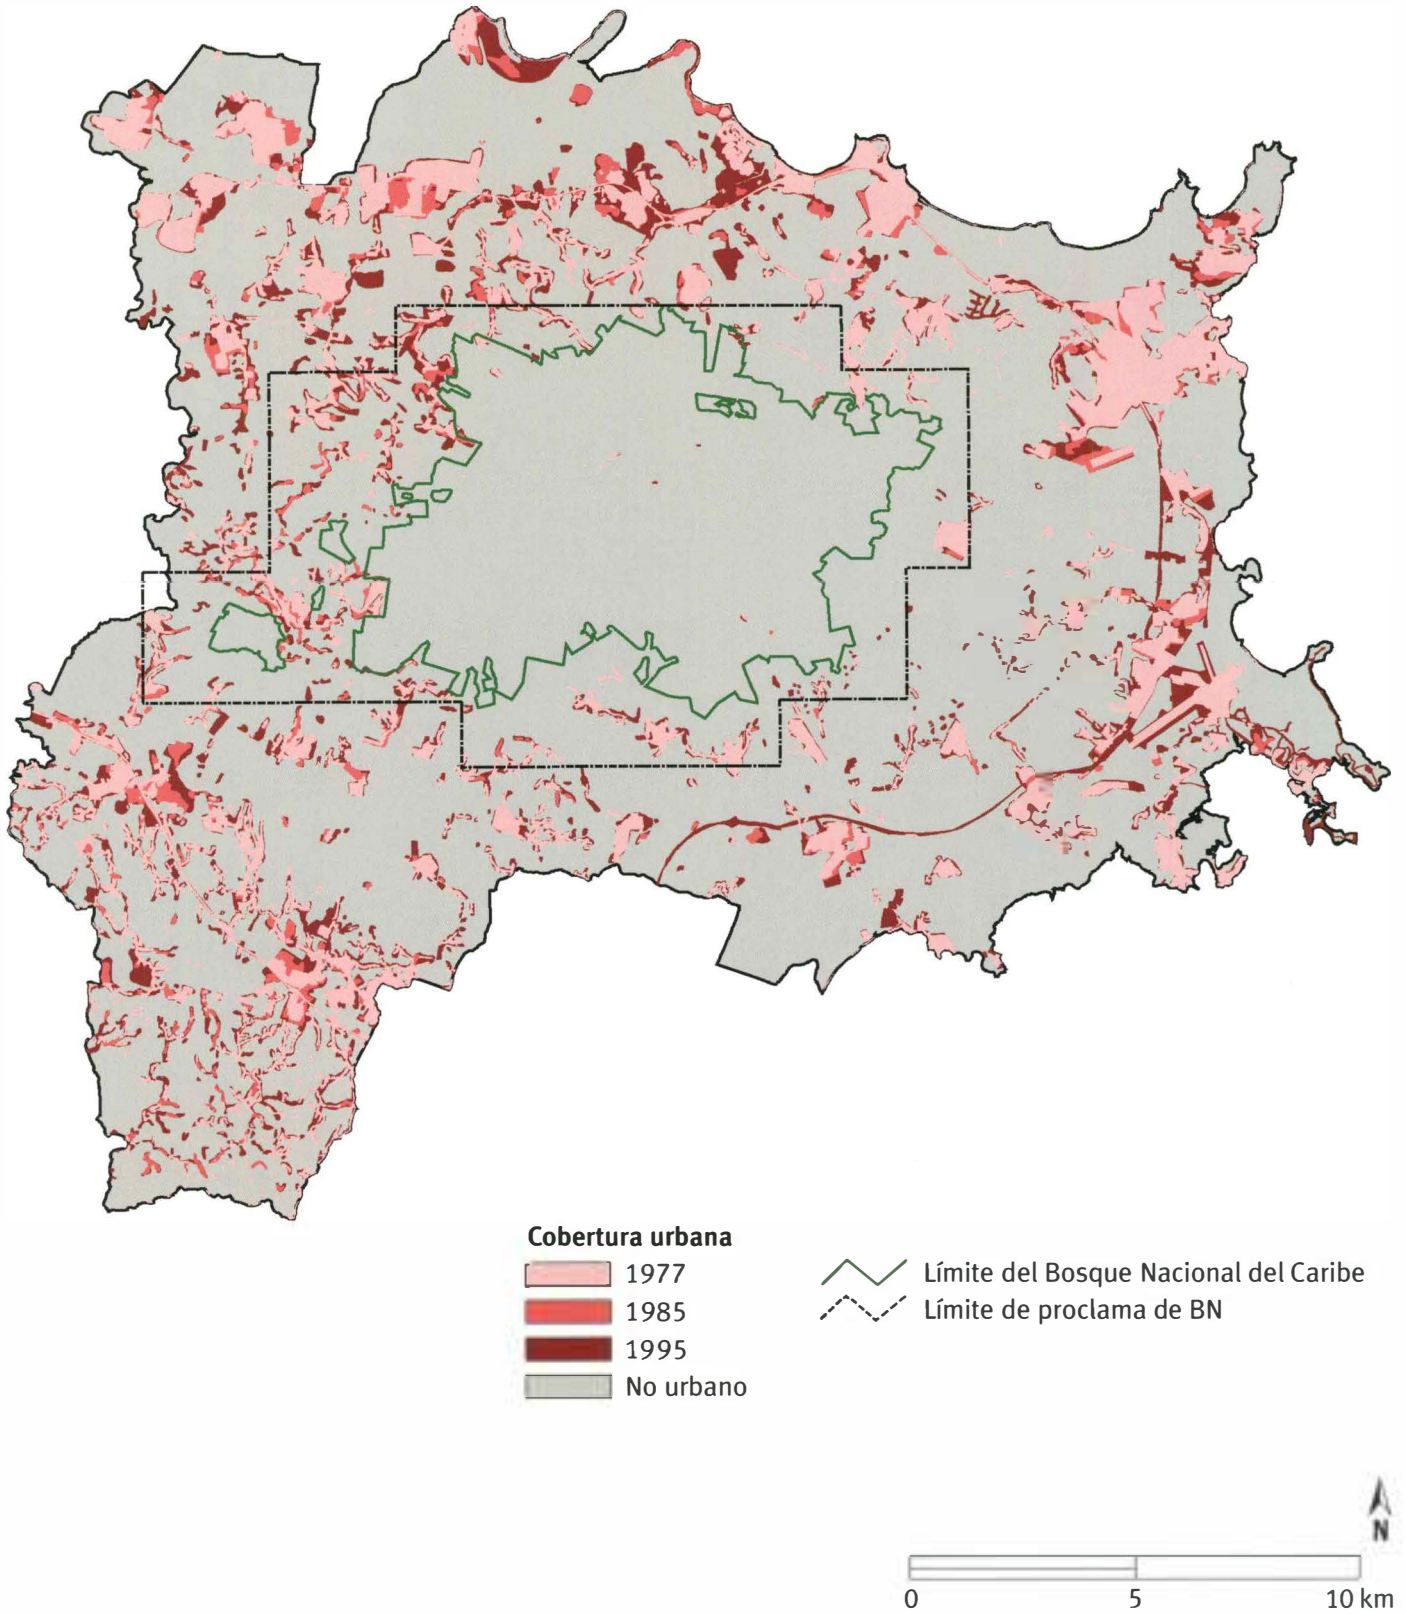 Cobertura urbana
1977
1985
1995
No urbano
Límite del Bosque Nacional del Caribe
Límite de proclama de BN
N
0 5 10 km